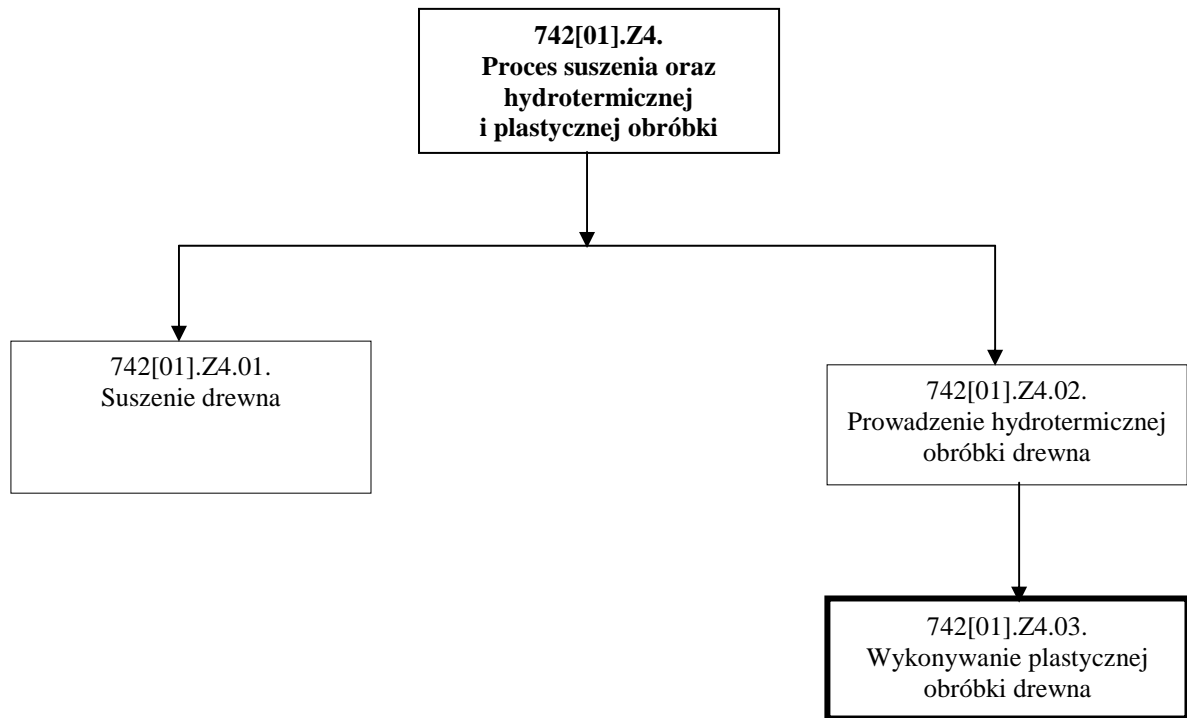 742[01].Z4.
Proces suszenia oraz
hydrotermicznej
i plastycznej obróbki
742[01].Z4.01.
Suszenie drewna
742[01].Z4.02.
Prowadzenie hydrotermicznej
obróbki drewna
742[01].Z4.03.
Wykonywanie plastycznej
obróbki drewna